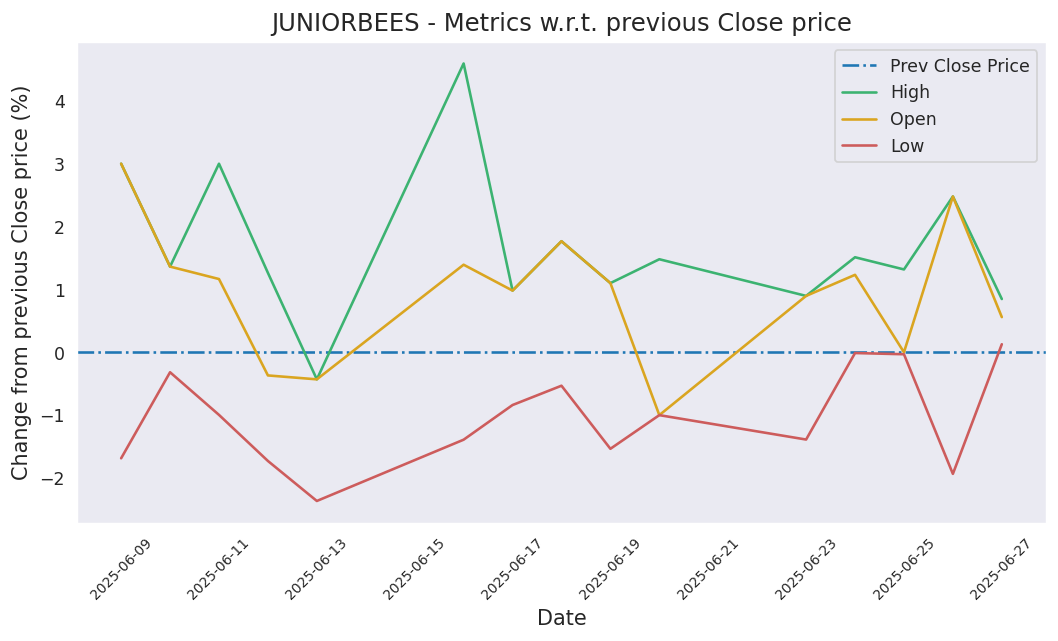 JUNIORBEES - Metrics w.r.t. previous Close price
Change from previous Close price (%)
4
3
2
1
0
−1
−2
Prev Close Price
High
Open
Low
2025-06-09
2025-06-11
2025-06-13
2025-06-15
2025-06-17
2025-06-19
2025-06-21
2025-06-23
2025-06-25
2025-06-27
Date